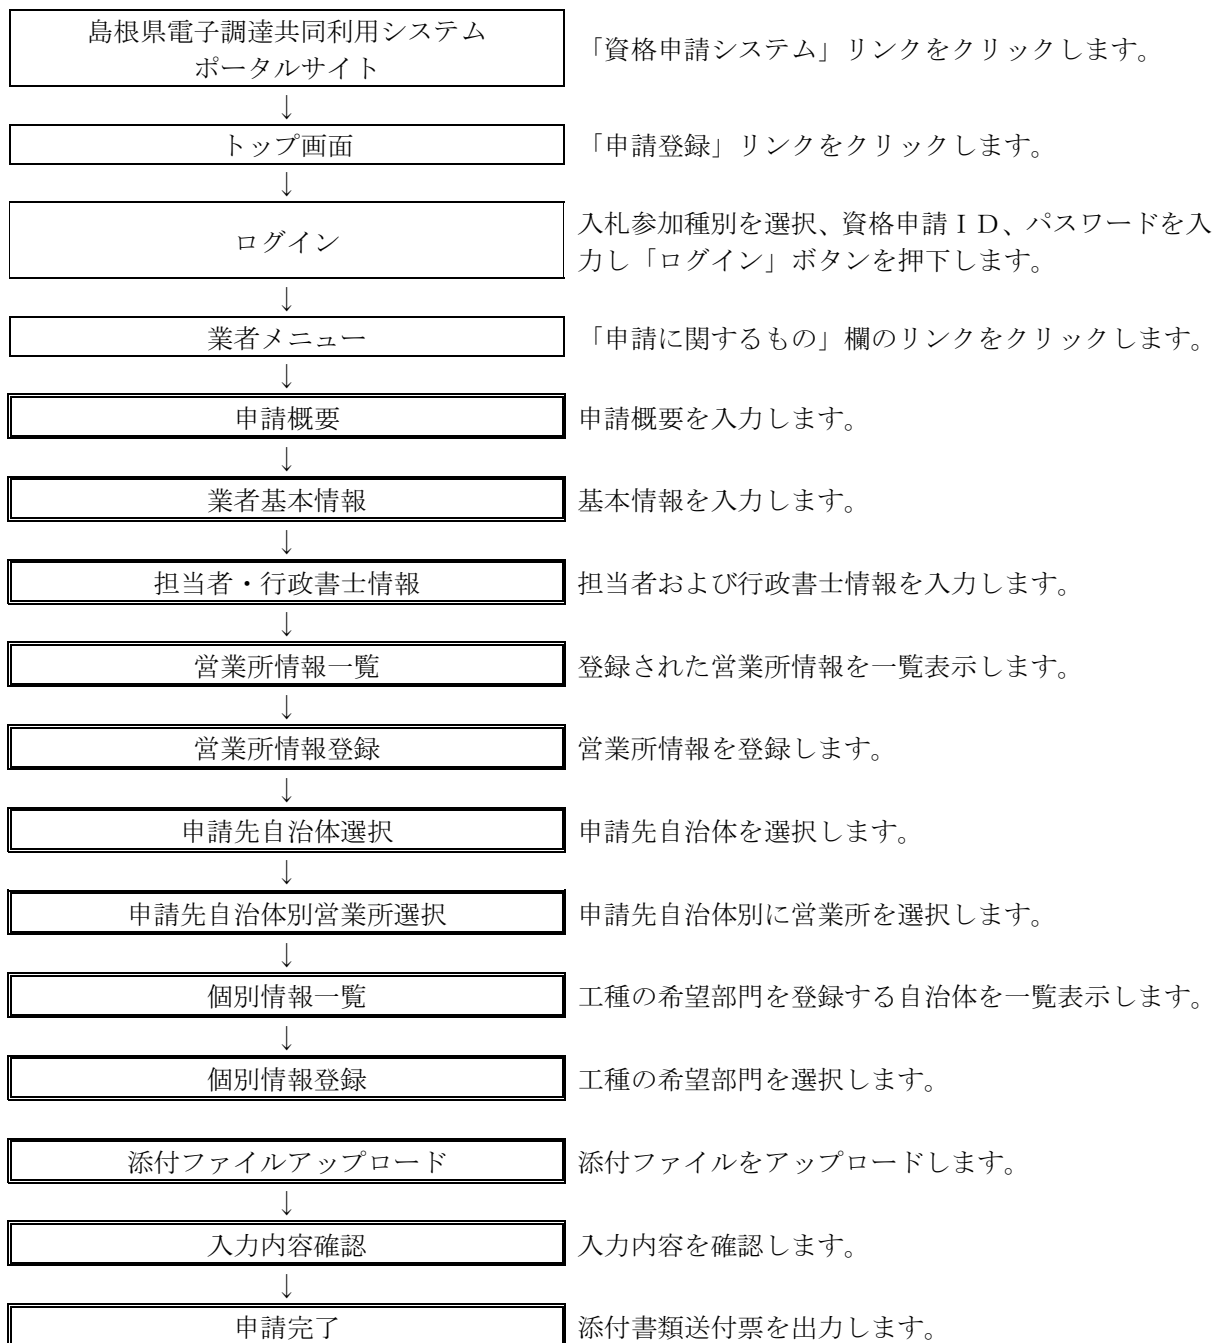 島根県電子調達共同利用システム
ポータルサイト
「資格申請システム」リンクをクリックします。
↓
トップ画面
「申請登録」リンクをクリックします。
↓
ログイン
入札参加種別を選択、資格申請ＩＤ、パスワードを入
力し「ログイン」ボタンを押下します。
↓
業者メニュー
「申請に関するもの」欄のリンクをクリックします。
↓
申請概要
申請概要を入力します。
↓
業者基本情報
基本情報を入力します。
↓
担当者・行政書士情報
担当者および行政書士情報を入力します。
↓
営業所情報一覧
登録された営業所情報を一覧表示します。
↓
営業所情報登録
営業所情報を登録します。
↓
申請先自治体選択
申請先自治体を選択します。
↓
申請先自治体別営業所選択
申請先自治体別に営業所を選択します。
↓
個別情報一覧
工種の希望部門を登録する自治体を一覧表示します。
↓
個別情報登録
工種の希望部門を選択します。
添付ファイルアップロード
添付ファイルをアップロードします。
↓
入力内容確認
入力内容を確認します。
↓
申請完了
添付書類送付票を出力します。